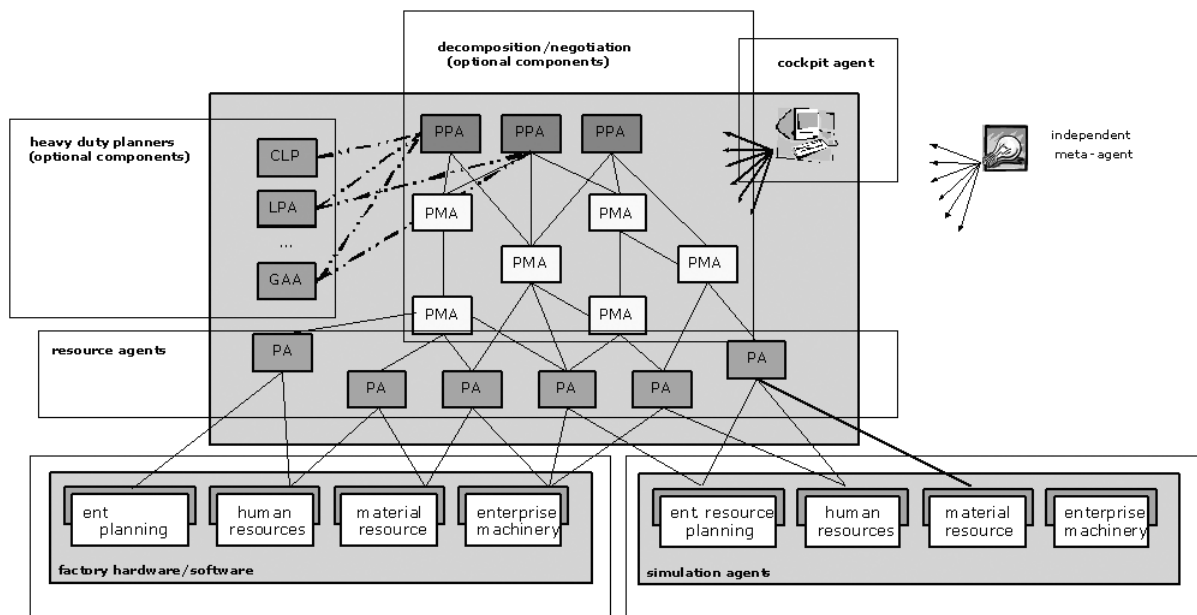 decomposition/negotiation
(optional components)
cockpit agent
heavy duty planners
(optional components)
independent
meta-agent
PPA
PPA
PPA
CLP
LPA
...
GAA
PMA
PMA
PMA
PMA
PMA
PMA
resource agents
PA
PA
PA
PA
PA
PA
ent
planning
human
resources
material
resource
enterprise
machinery
factory hardware/software
ent resource
planning
human
resources
material
resource
enterprise
machinery
simulation agents